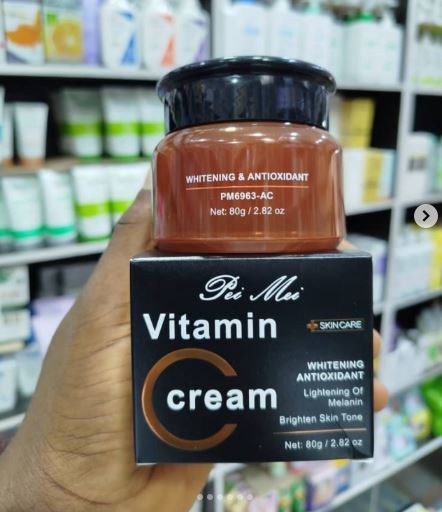 WHITENING & ANTIOXIDANT
PM6963-AC
Net: 80g / 2.82 oz
Pei Mei
Vitamin
SKIN CARE
C
cream
WHITENING
ANTIOXIDANT
Lightening Of
Melanin
Brighten Skin Tone
Net: 80g / 2.82 oz